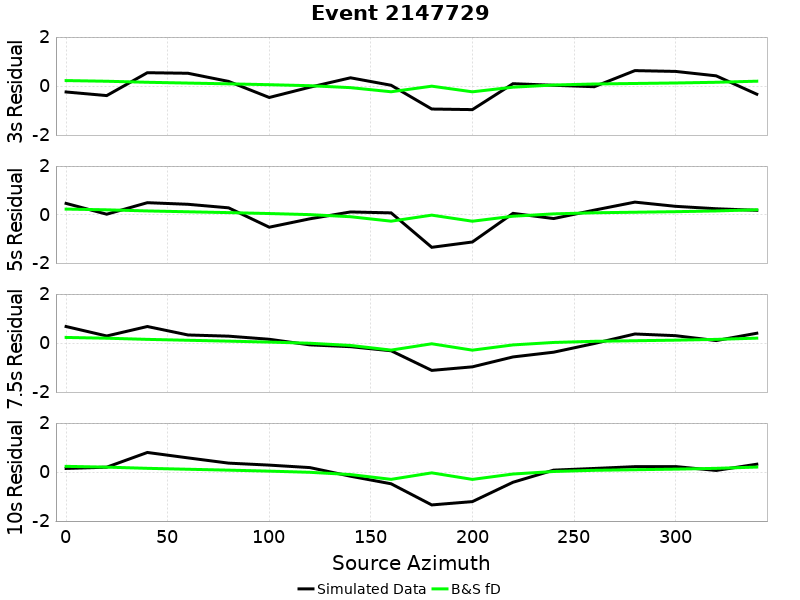 Event 2147729
3s Residual
2
0
-2
5s Residual
2
0
-2
7.5s Residual
2
0
-2
10s Residual
2
0
-2
0 50 100 150 200 250 300
Source Azimuth
Simulated Data B&S fD